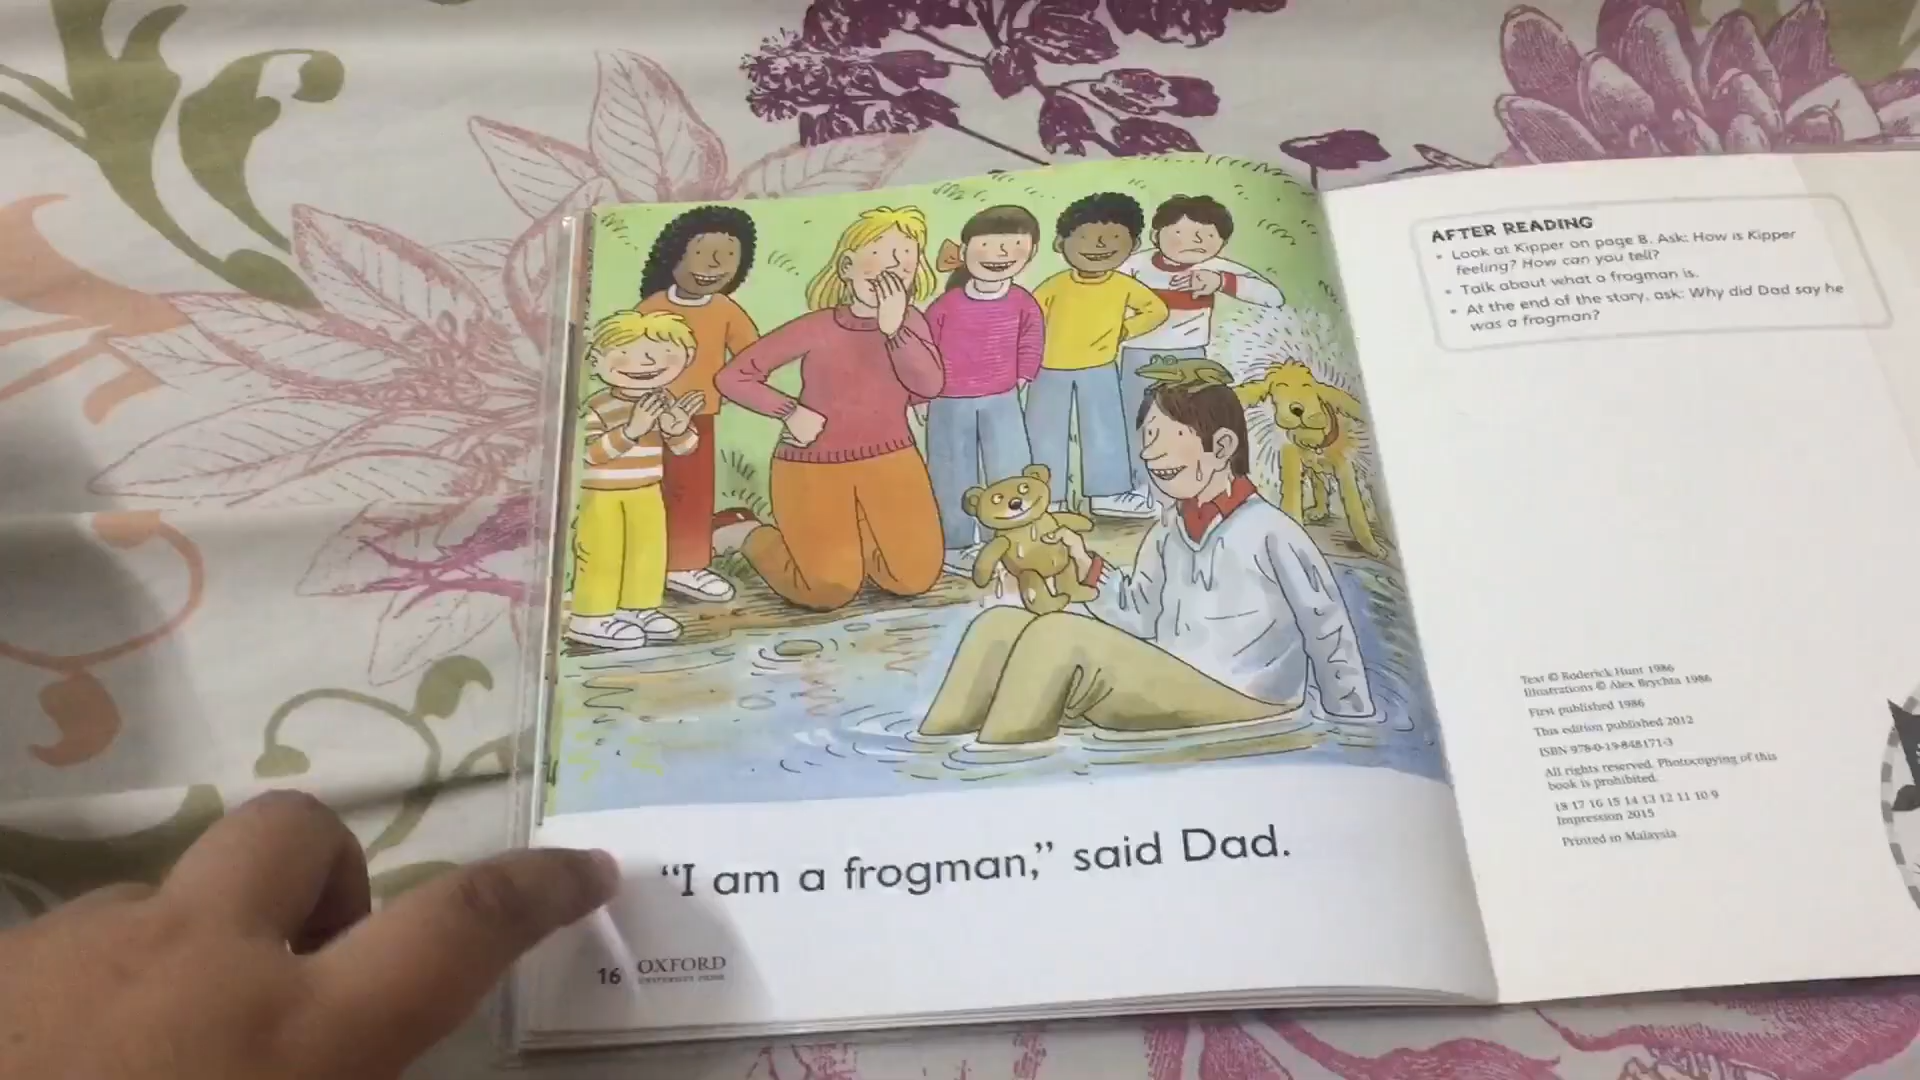 "I am a frogman," said Dad.
16 OXFORD
UNIVERSITY PRESS
AFTER READING
• Look at Kipper on page 8. Ask: How is Kipper
feeling? How can you tell?
• Talk about what a frogman is.
• At the end of the story, ask: Why did Dad say he
was a frogman?
Text © Roderick Hunt 1986
Illustrations © Alex Brychta 1986
First published 1986
This edition published 2012
ISBN 978-0-19-848171-3
All rights reserved. Photocopying of this
book is prohibited.
18 17 16 15 14 13 12 11 10 9
Impression 2015
Printed in Malaysia